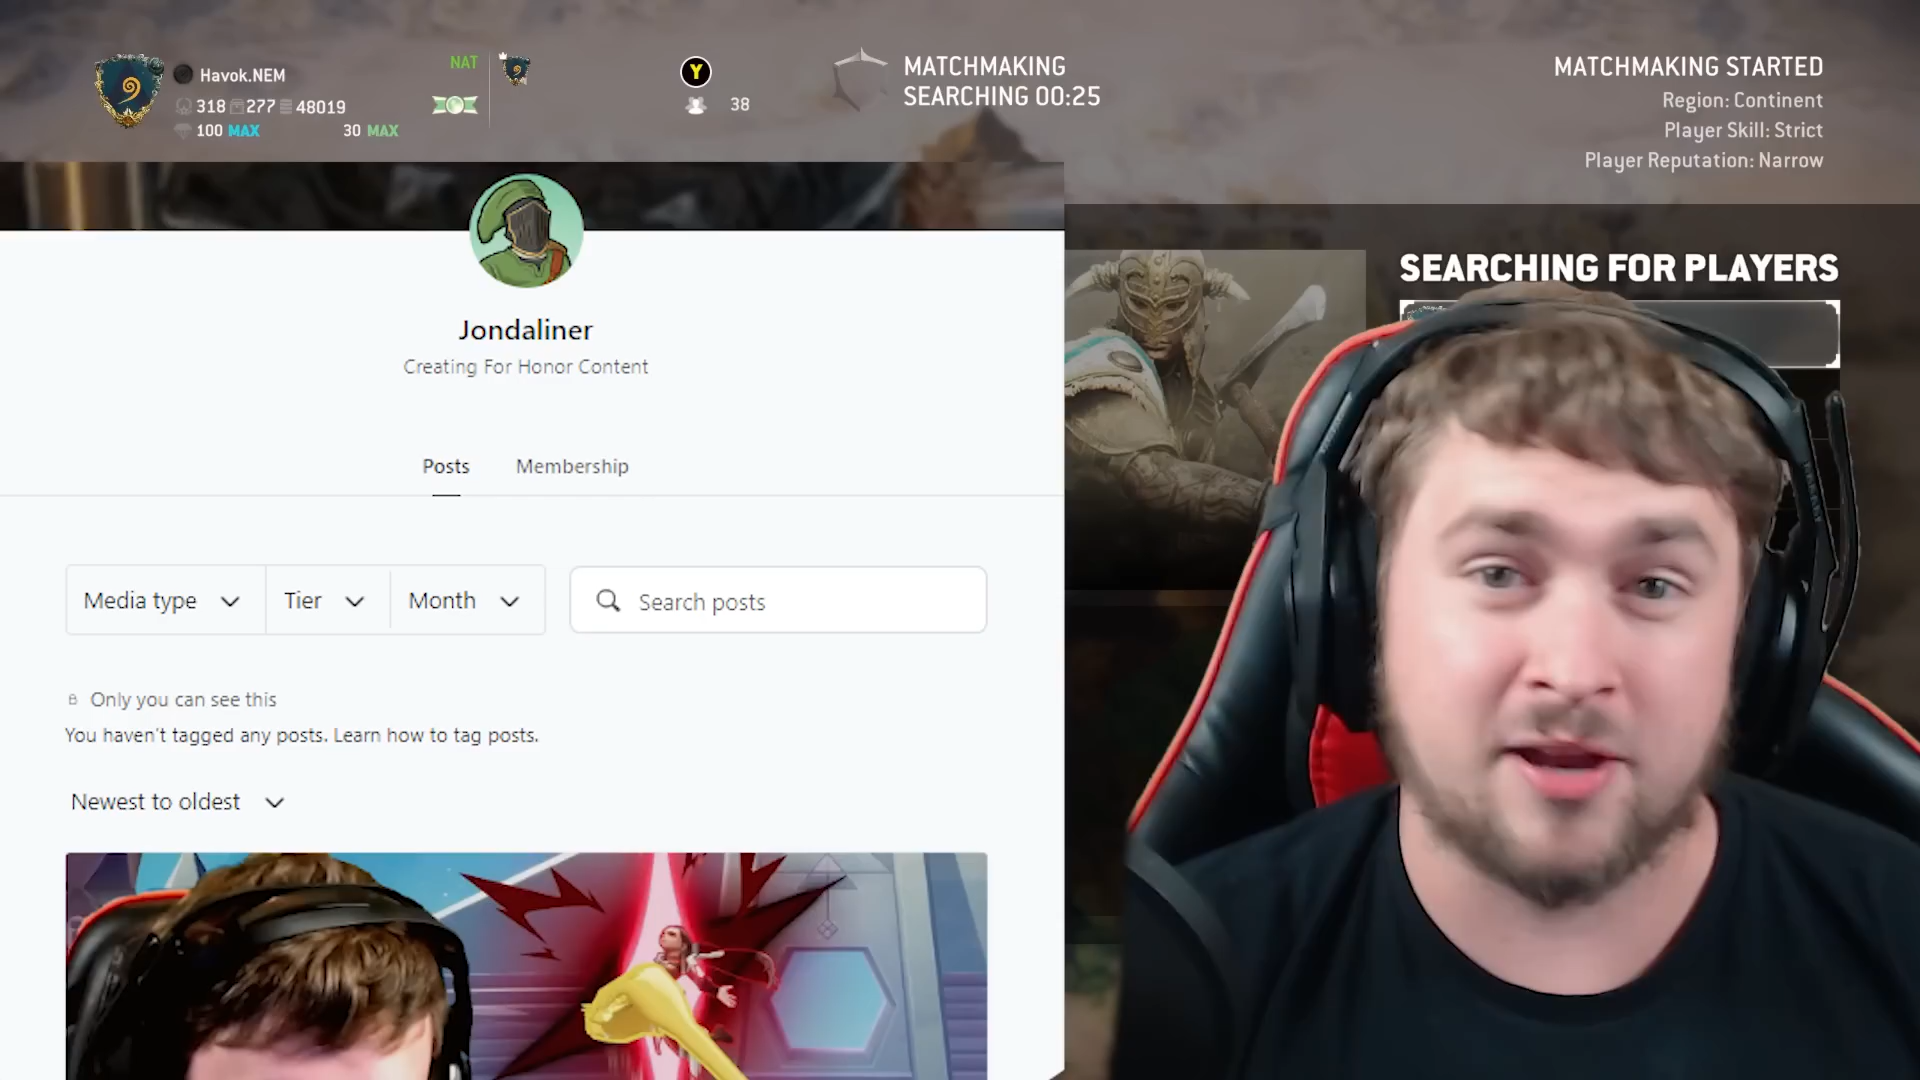 Havok.NEM
318 277 48019
100 MAX 30 MAX
NAT
Y
38
MATCHMAKING
SEARCHING 00:25
MATCHMAKING STARTED
Region: Continent
Player Skill: Strict
Player Reputation: Narrow
SEARCHING FOR PLAYERS
Jondaliner
Creating For Honor Content
Posts Membership
Media type Tier Month Search posts
Only you can see this
You haven't tagged any posts. Learn how to tag posts.
Newest to oldest